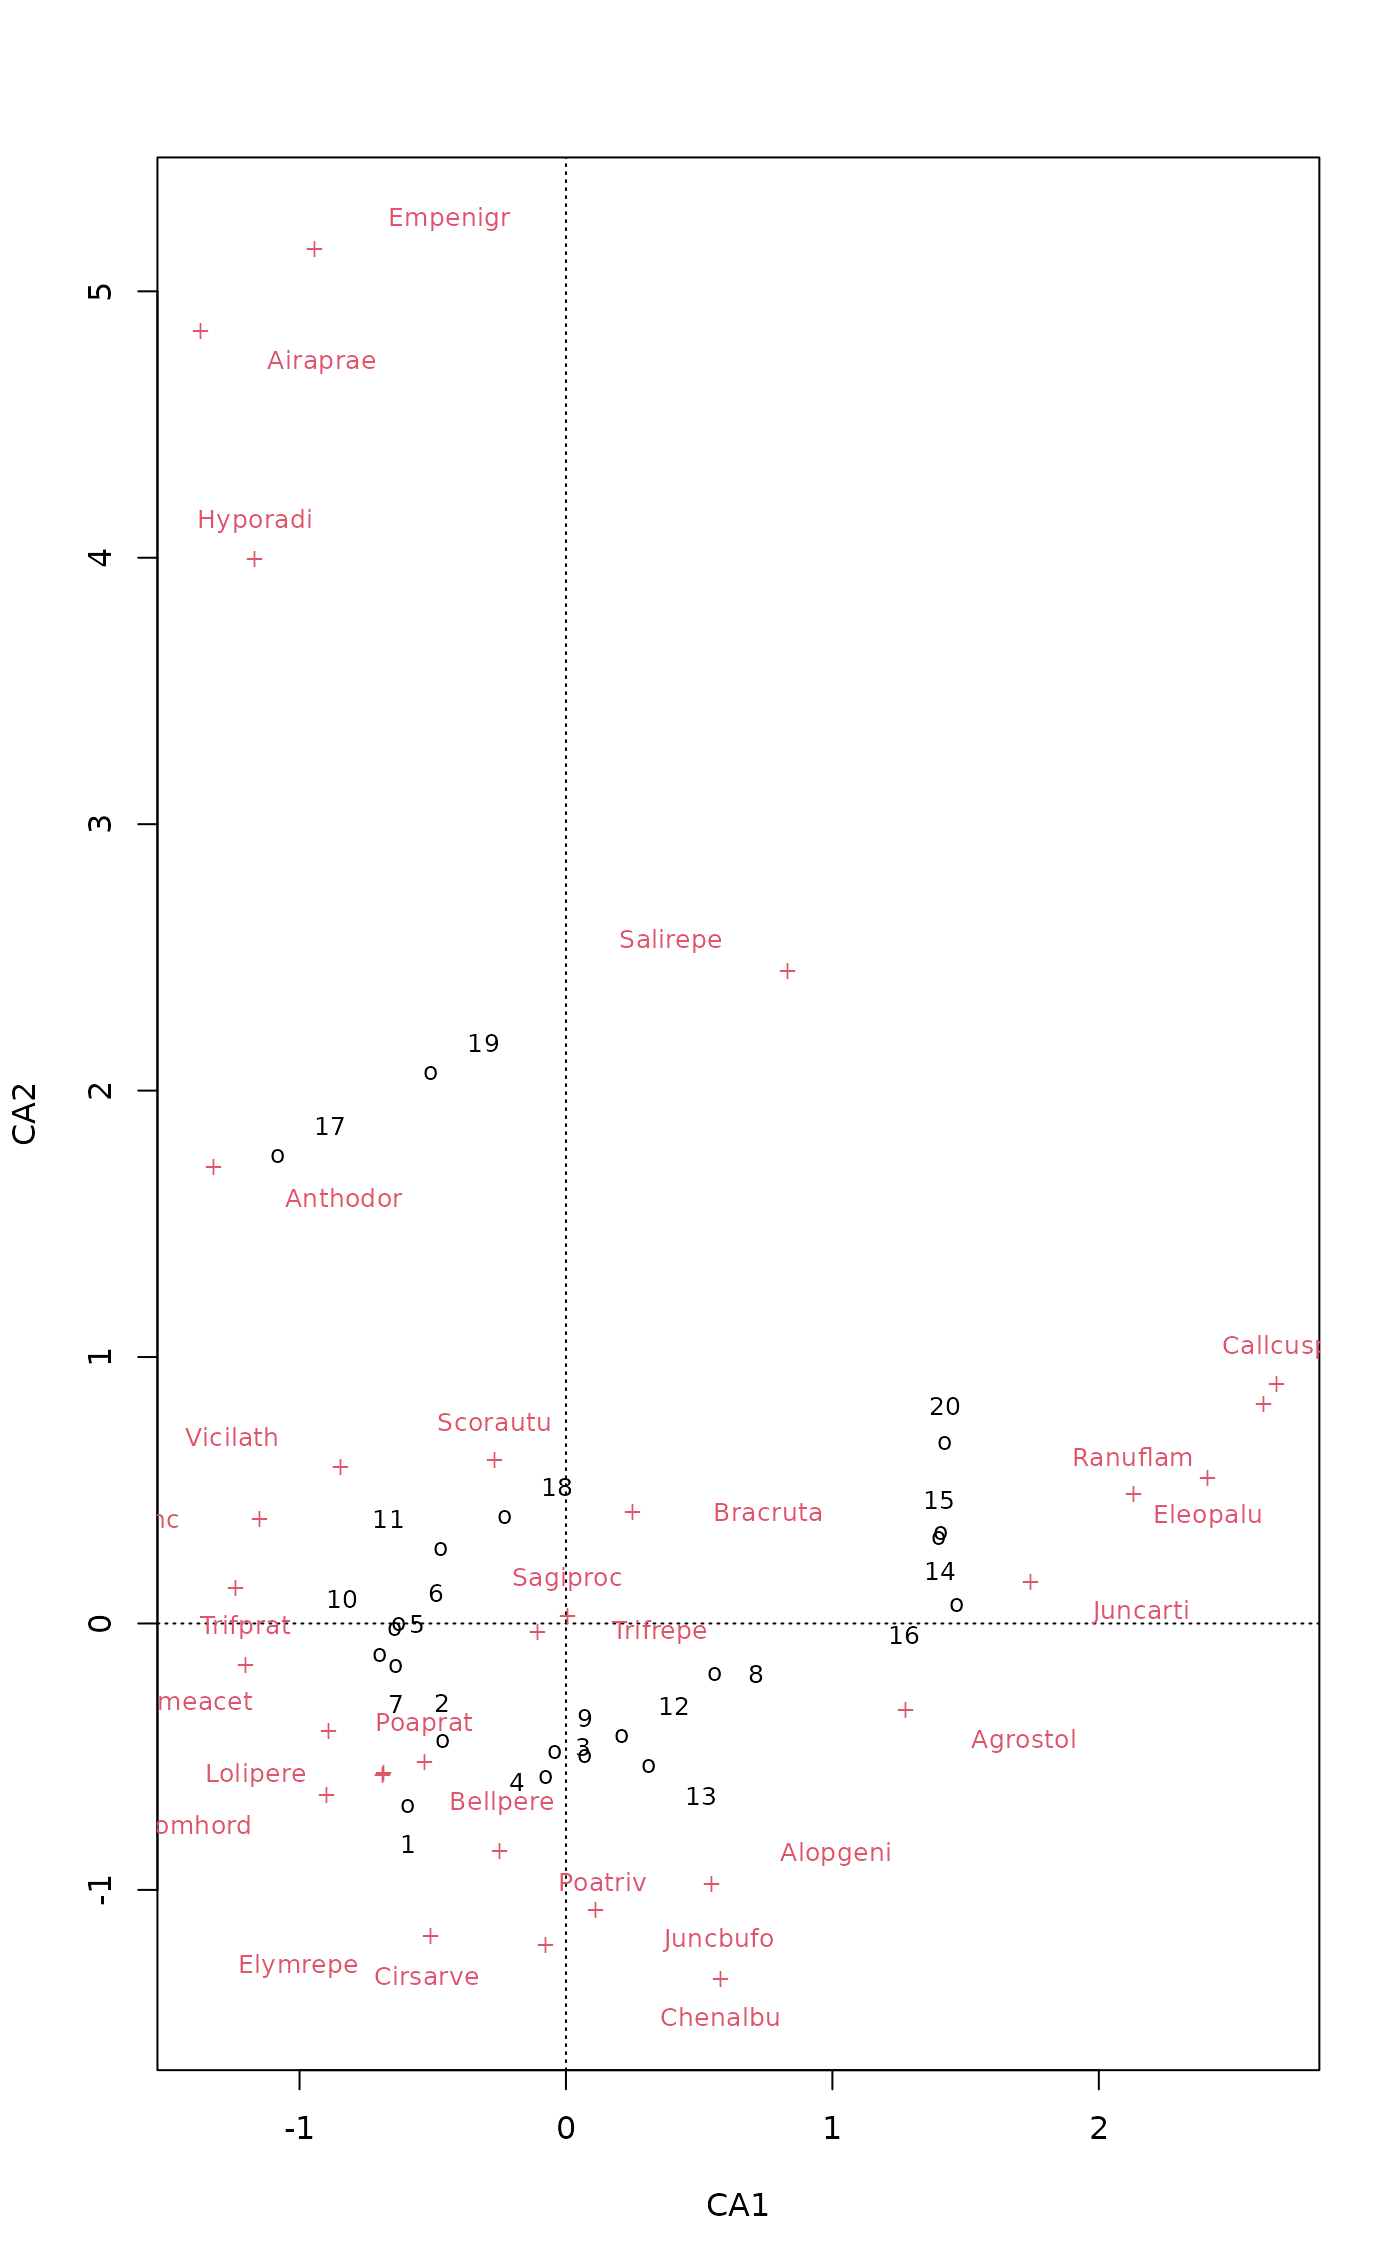 Empenigr
5
Airaprae
Hyporadi
4
3
Salirepe
19
CA2
2
17
Anthodor
1
Callcusp
20
Scorautu
Vicilath
Ranuflam
18
15
Bracruta
Eleopalu
nc
11
14
Sagiproc
6
10
Juncarti
0
Trifprat
5
Trifrepe
16
8
meacet
7
2
12
9
Poaprat
3
Agrostol
Lolipere
4
13
Bellpere
omhord
1
Alopgeni
-1
Poatriv
Juncbufo
Elymrepe
Cirsarve
Chenalbu
-1
0
1
2
CA1